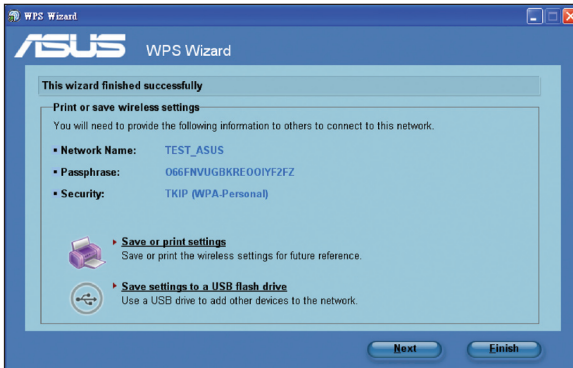 WPS Wizard
ASUS WPS Wizard
This wizard finished successfully
Print or save wireless settings
You will need to provide the following information to others to connect to this network.
▪ Network Name: TEST_ASUS
▪ Passphrase: O66FNVUGBKREOOIYF2FZ
▪ Security: TKIP (WPA-Personal)
Save or print settings
Save or print the wireless settings for future reference.
Save settings to a USB flash drive
Use a USB drive to add other devices to the network.
Next Finish